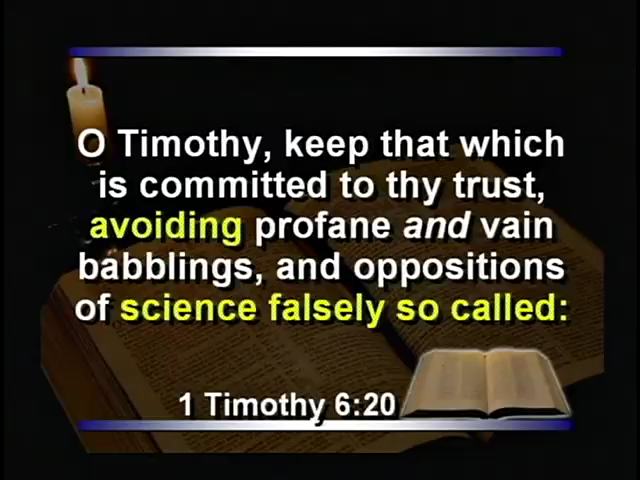 O Timothy, keep that which
is committed to thy trust,
avoiding profane and vain
babblings, and oppositions
of science falsely so called:
1 Timothy 6:20